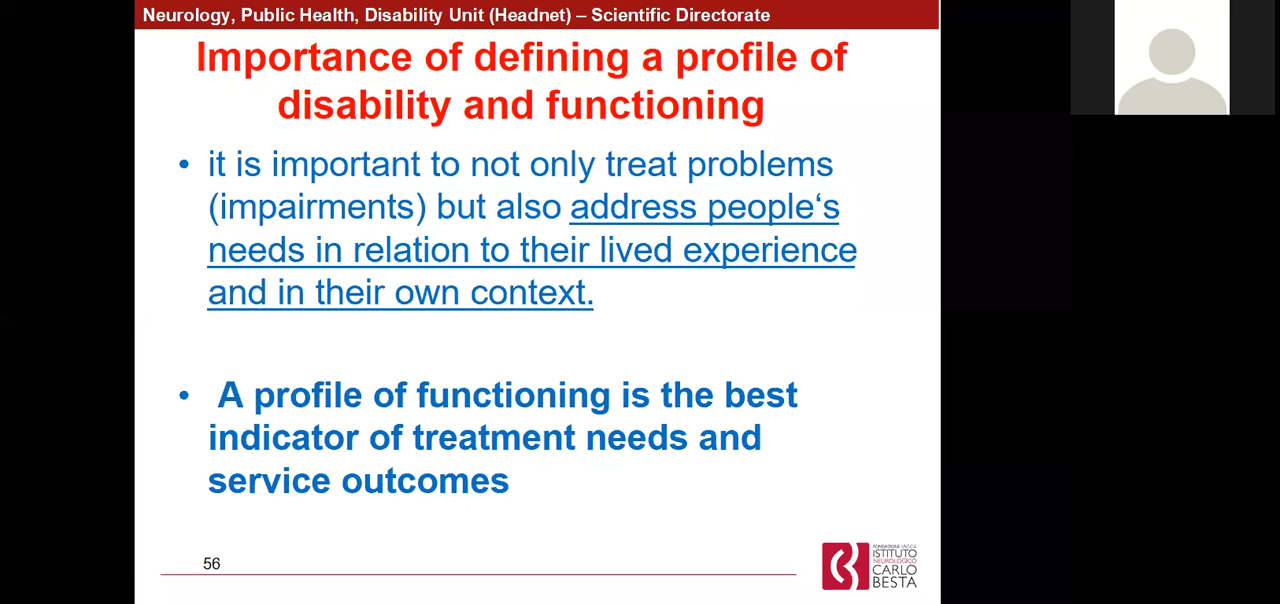 Neurology, Public Health, Disability Unit (Headnet) – Scientific Directorate
Importance of defining a profile of
disability and functioning
• it is important to not only treat problems
(impairments) but also address people‘s
needs in relation to their lived experience
and in their own context.
• A profile of functioning is the best
indicator of treatment needs and
service outcomes
56
FONDAZIONE I.R.C.C.S.
ISTITUTO
NEUROLOGICO
CARLO
BESTA